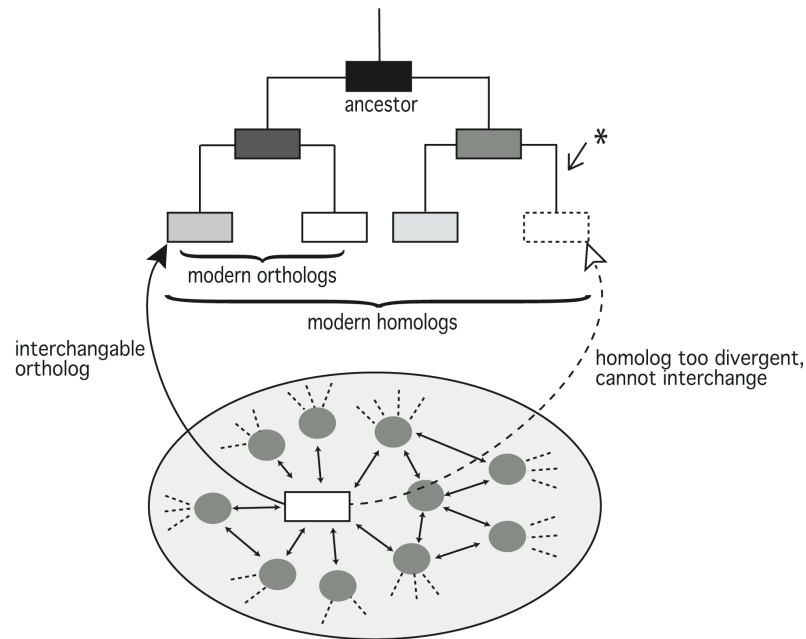 ancestor
*
modern orthologs
modern homologs
interchangable
ortholog
homolog too divergent,
cannot interchange